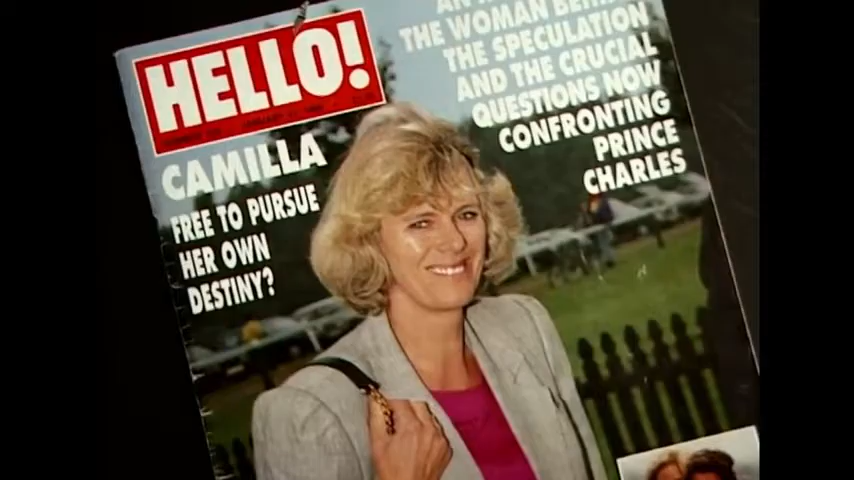 HELLO!
CAMILLA
FREE TO PURSUE
HER OWN
DESTINY?
AN
THE WOMAN
THE SPECULATION
AND THE CRUCIAL
QUESTIONS NOW
CONFRONTING
PRINCE
CHARLES